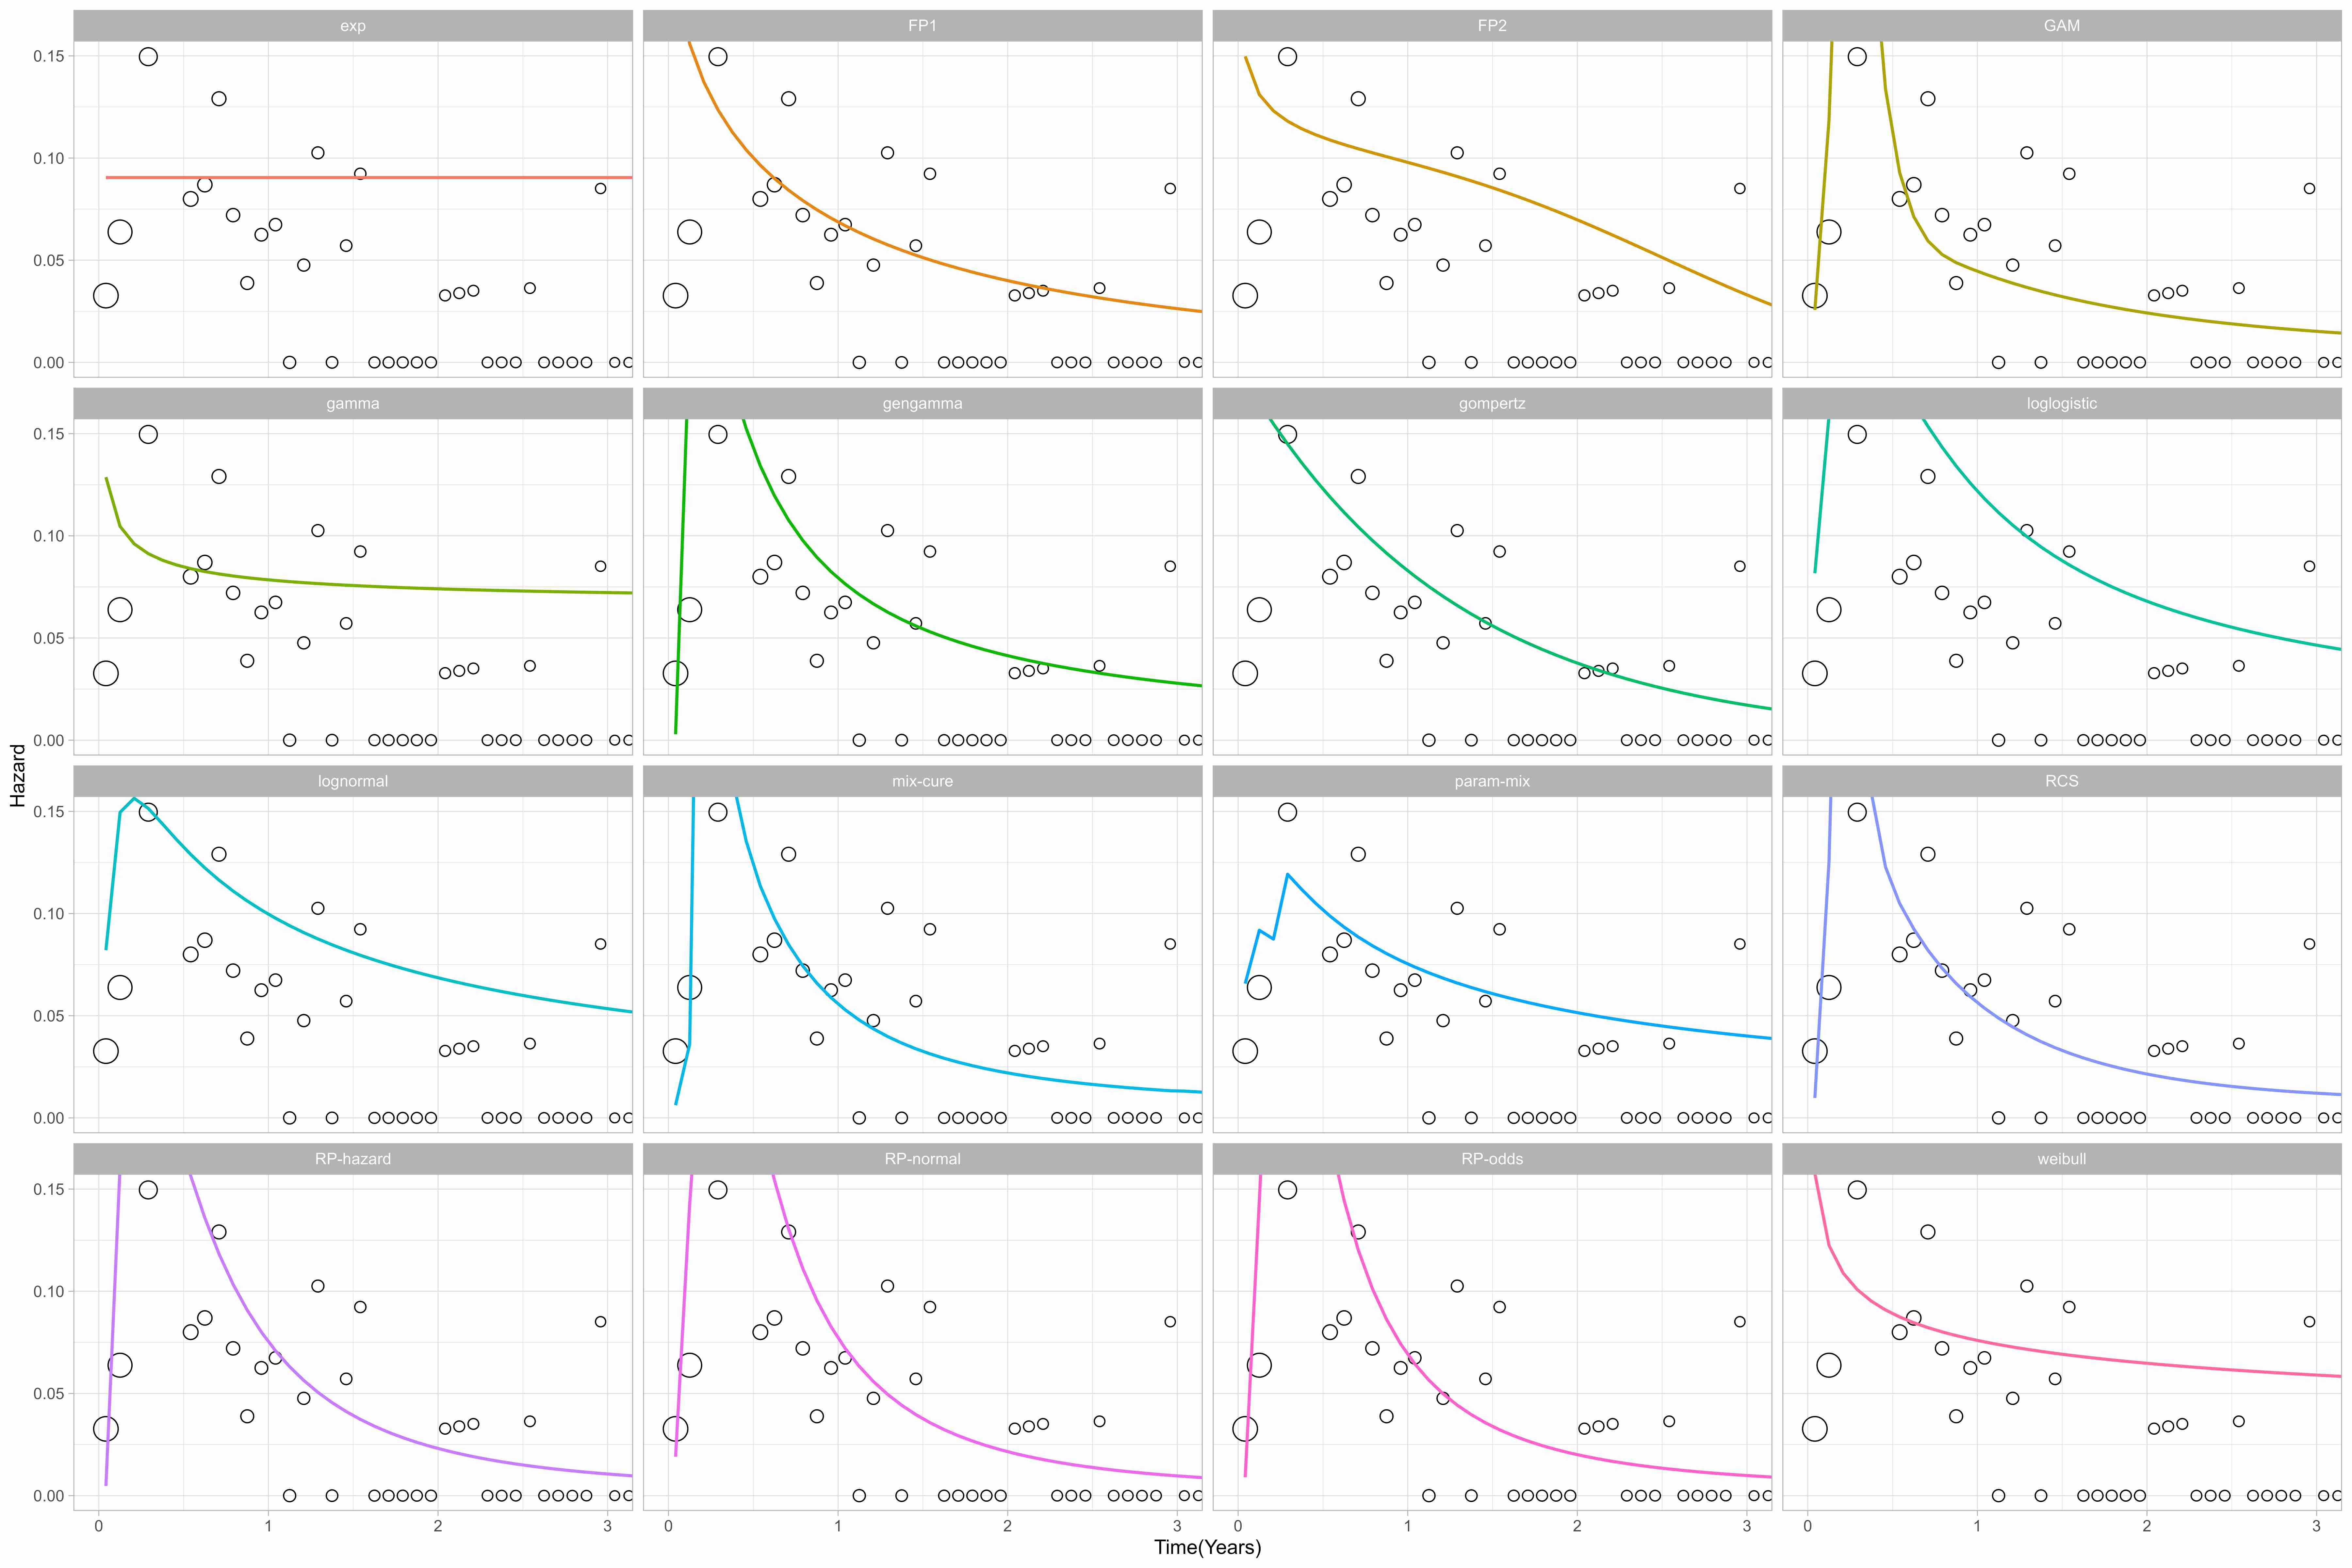 exp FP1 FP2 GAM
0.15
0.10
0.05
0.00
gamma gengamma gompertz loglogistic
0.15
0.10
0.05
0.00
Hazard
lognormal mix-cure param-mix RCS
0.15
0.10
0.05
0.00
RP-hazard RP-normal RP-odds weibull
0.15
0.10
0.05
0.00
0 1 2 3 0 1 2 3 0 1 2 3 0 1 2 3
Time(Years)